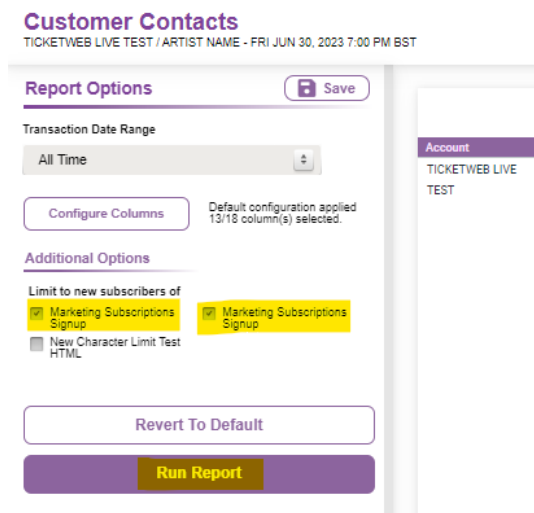 Customer Contacts
TICKETWEB LIVE TEST / ARTIST NAME - FRI JUN 30, 2023 7:00 PM BST
Report Options
Save
Transaction Date Range
All Time
Configure Columns
Default configuration applied
13/18 column(s) selected.
Additional Options
Limit to new subscribers of
Marketing Subscriptions
Signup
Marketing Subscriptions
Signup
New Character Limit Test
HTML
Revert To Default
Run Report
Account
TICKETWEB LIVE
TEST